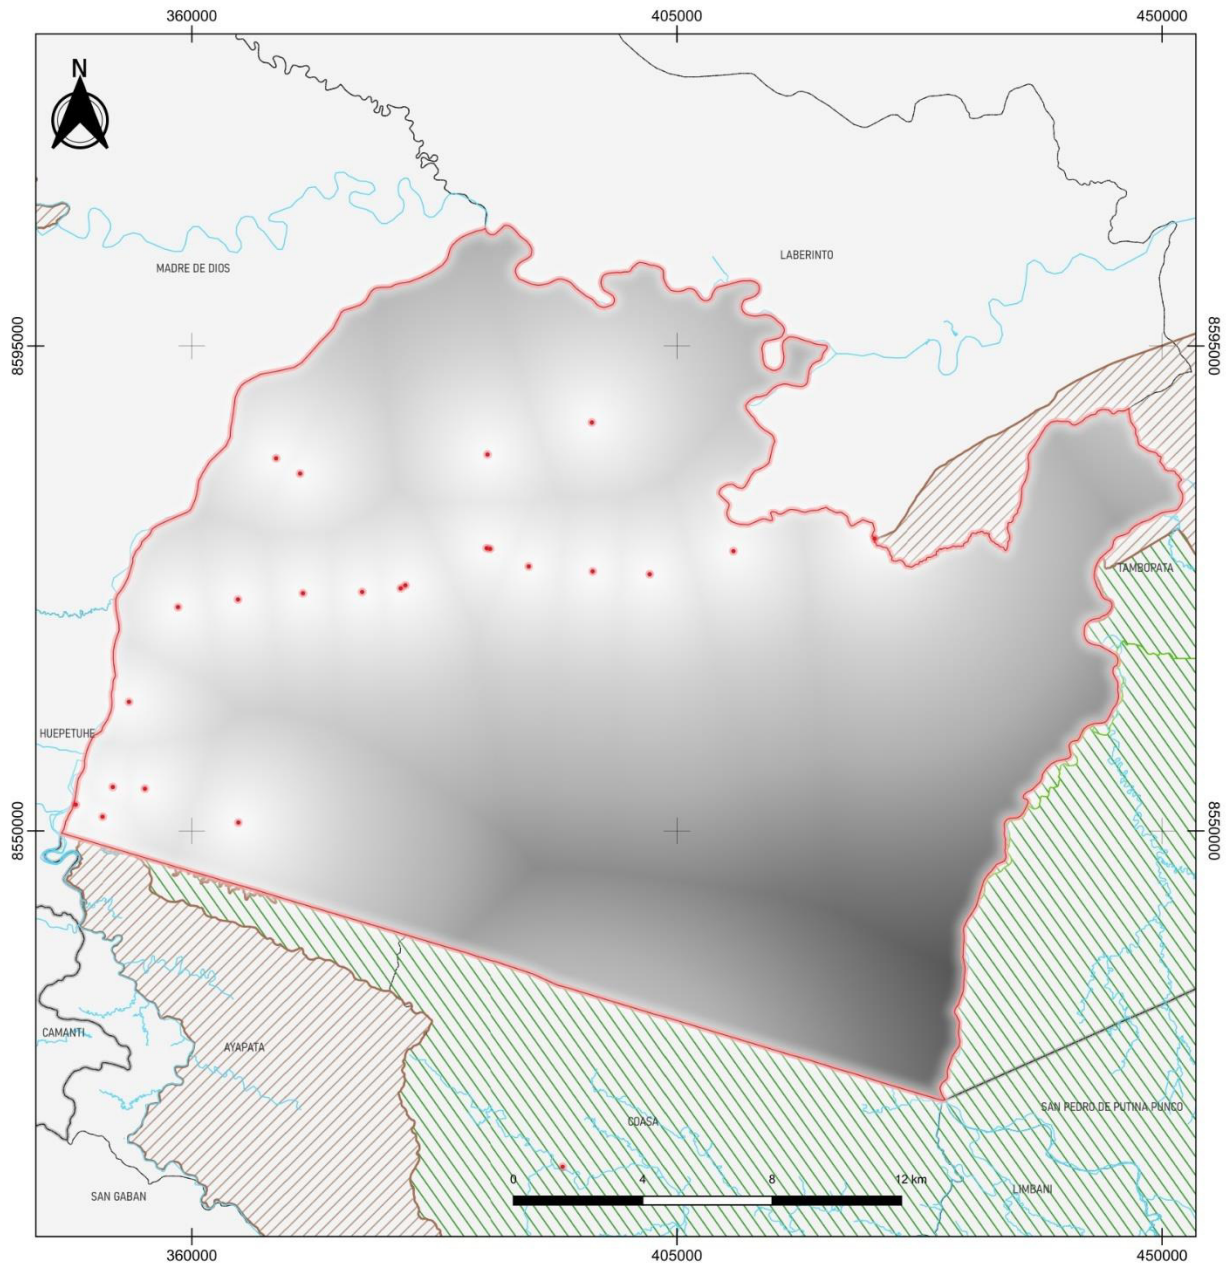 360000 405000 450000
N
LABERINTO
MADRE DE DIOS
8595000 8595000
TAMBOPATA
HUEPETUHE
8550000 8550000
CAMANTI
AYAPATA
SAN PEDRO DE PUTINA PUNCO
COASA
0 4 8 12 km
LIMBANI
SAN GABAN
360000 405000 450000